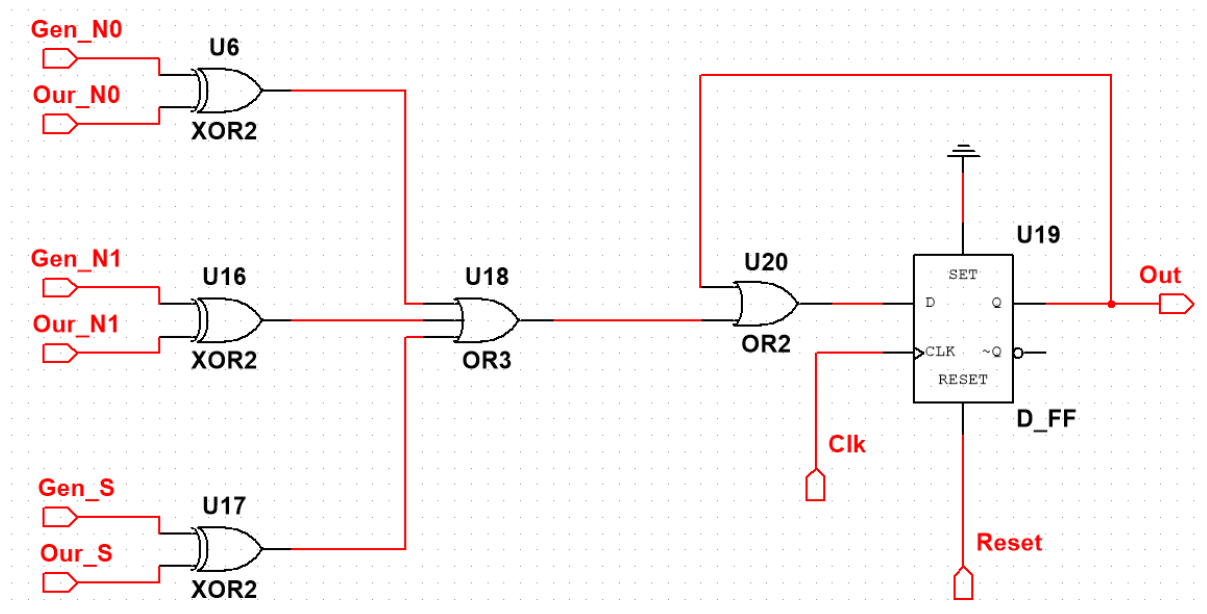 Gen_N0
U6
Our_N0
XOR2
Gen_N1
U16
Our_N1
XOR2
U18
OR3
U20
OR2
U19
SET
D
Q
CLK
~Q
RESET
D_FF
Out
Clk
Gen_S
U17
Our_S
XOR2
Reset